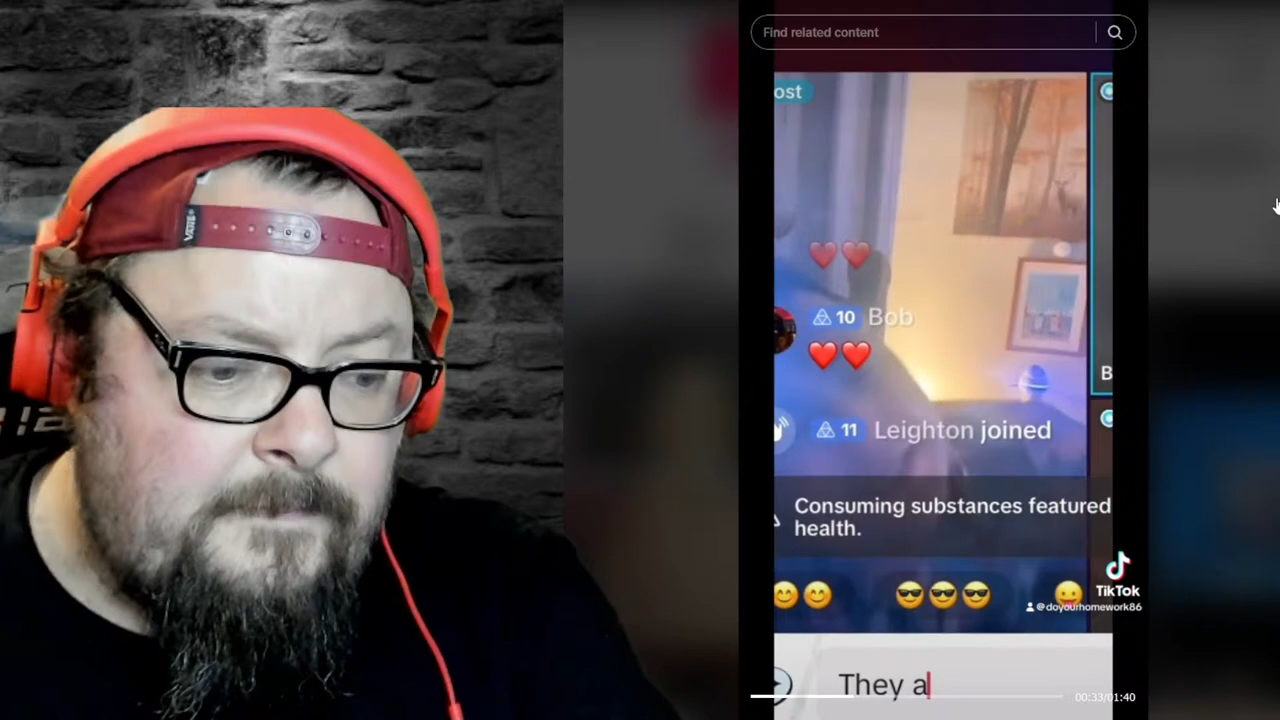 Find related content
ost
VANS
10 Bob
B
11 Leighton joined
Consuming substances featured
health.
TikTok
@doyourhomework86
They a
00:33/01:40